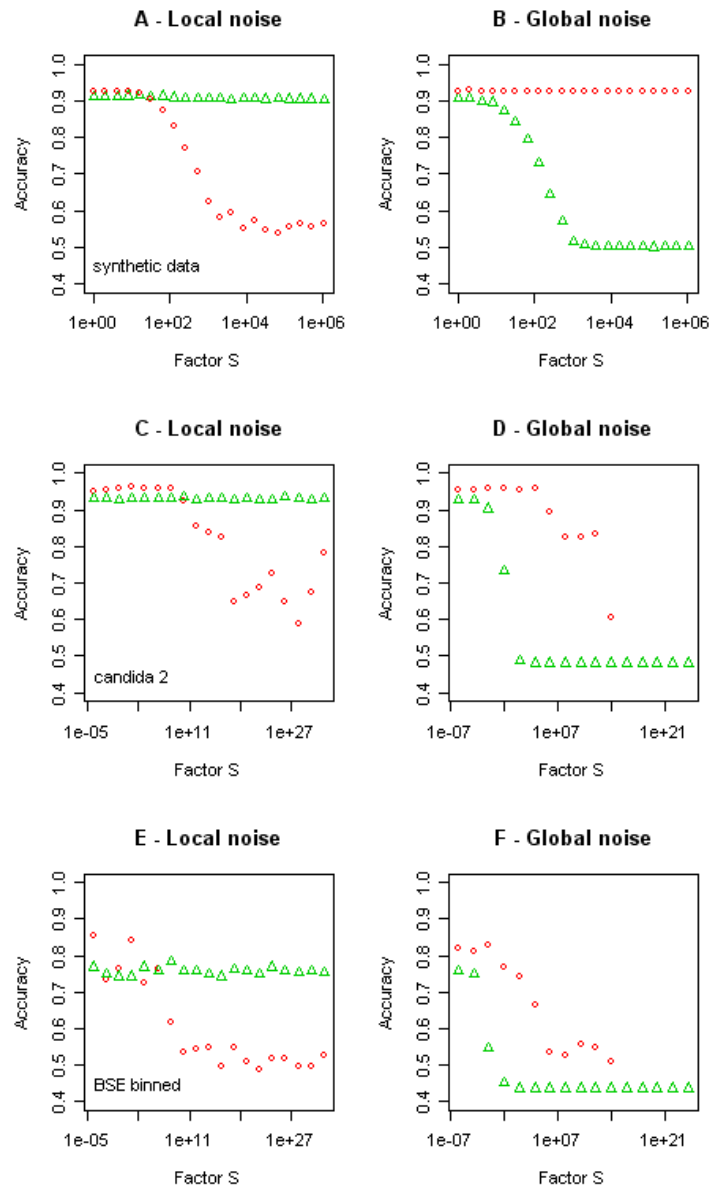 A - Local noise
Accuracy
1.0
0.9
0.8
0.7
0.6
0.5
0.4
synthetic data
1e+00 1e+02 1e+04 1e+06
Factor S
B - Global noise
Accuracy
1.0
0.9
0.8
0.7
0.6
0.5
0.4
1e+00 1e+02 1e+04 1e+06
Factor S
C - Local noise
Accuracy
1.0
0.9
0.8
0.7
0.6
0.5
0.4
candida 2
1e-05 1e+11 1e+27
Factor S
D - Global noise
Accuracy
1.0
0.9
0.8
0.7
0.6
0.5
0.4
1e-07 1e+07 1e+21
Factor S
E - Local noise
Accuracy
1.0
0.9
0.8
0.7
0.6
0.5
0.4
BSE binned
1e-05 1e+11 1e+27
Factor S
F - Global noise
Accuracy
1.0
0.9
0.8
0.7
0.6
0.5
0.4
1e-07 1e+07 1e+21
Factor S